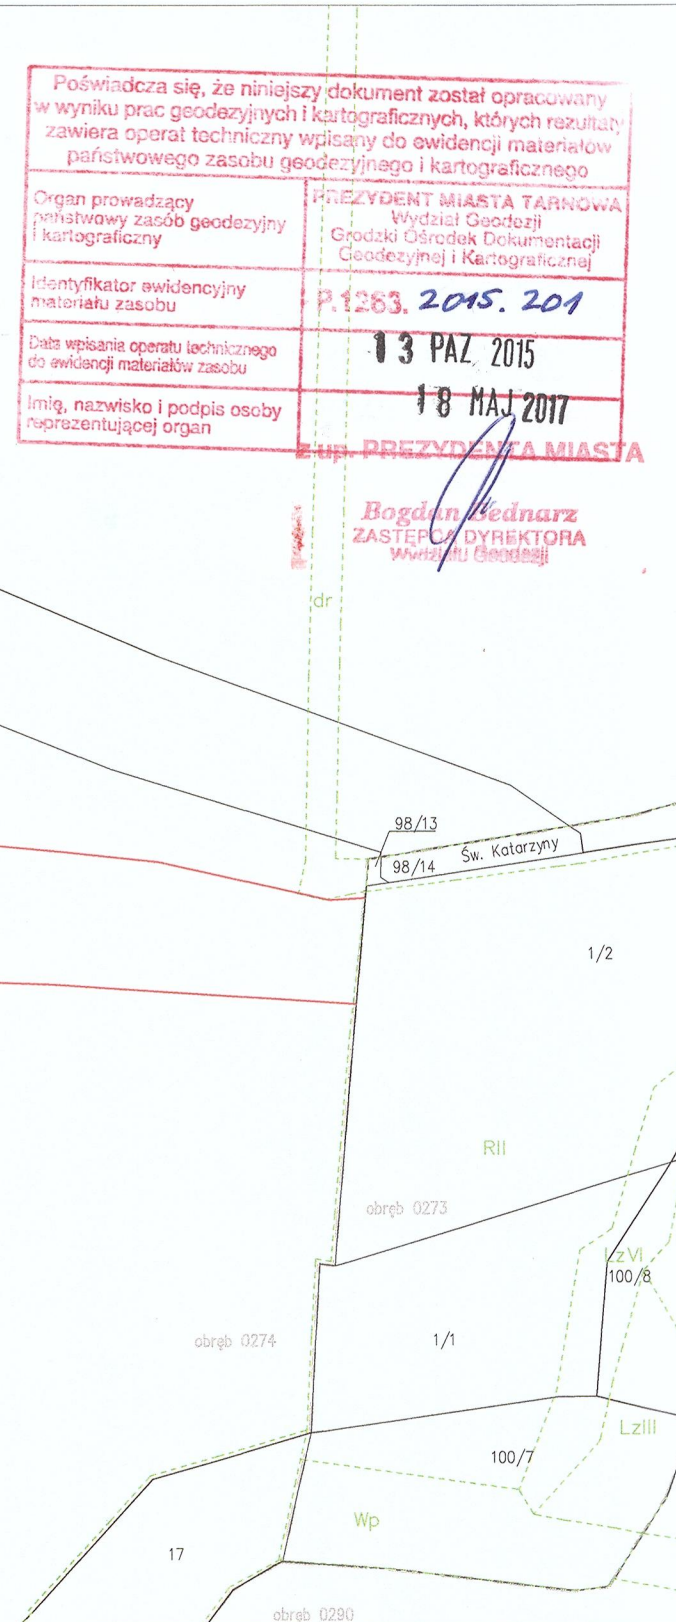 Poświadcza się, że niniejszy dokument został opracowany
w wyniku prac geodezyjnych i kartograficznych, których rezultaty
zawiera operat techniczny wpisany do ewidencji materiałów
państwowego zasobu geodezyjnego i kartograficznego
Organ prowadzący
państwowy zasób geodezyjny
i kartograficzny
PREZYDENT MIASTA TARNOWA
Wydział Geodezji
Grodzki Ośrodek Dokumentacji
Geodezyjnej i Kartograficznej
Identyfikator ewidencyjny
materiału zasobu
P.1263. 2015. 201
Data wpisania operatu technicznego
do ewidencji materiałów zasobu
13 PAZ. 2015
Imię, nazwisko i podpis osoby
reprezentującej organ
18 MAJ 2017
z up. PREZYDENTA MIASTA
Bogdan Bednarz
ZASTĘPCA DYREKTORA
Wydziału Geodezji
dr
98/13
Św. Katarzyny
98/14
1/2
RII
obręb 0273
LzVI
100/8
obręb 0274
1/1
LzIII
100/7
Wp
17
obręb 0290